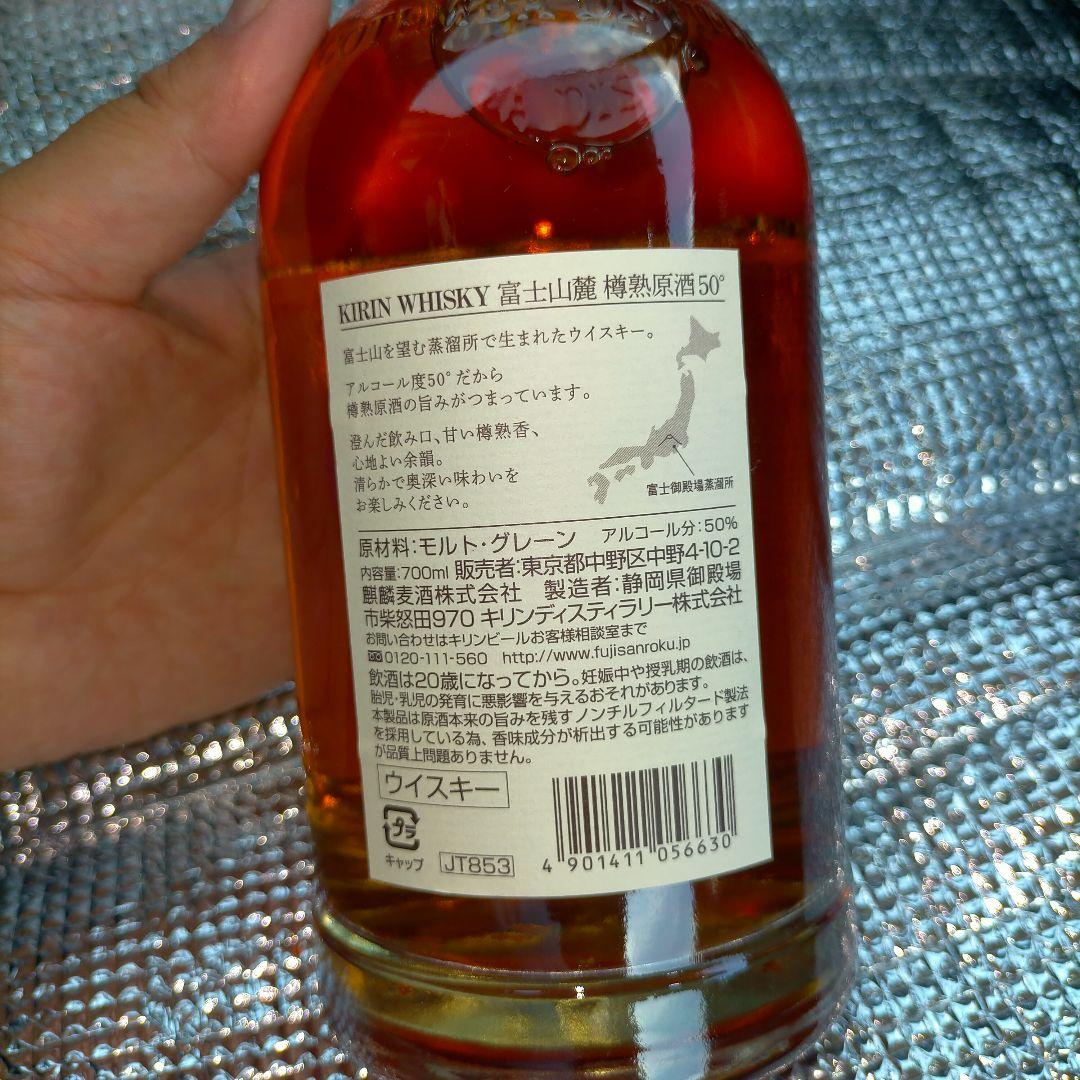 KIRIN WHISKY 富士山麓 樽熟原酒50°
富士山を望む蒸溜所で生まれたウイスキー。
アルコール度50°だから
樽熟原酒の旨みがつまっています。
澄んだ飲み口、甘い樽熟香、
心地よい余韻。
清らかで奥深い味わいを
お楽しみください。
富士御殿場蒸溜所
原材料:モルト・グレーン アルコール分:50%
内容量:700ml 販売者:東京都中野区中野4-10-2
麒麟麦酒株式会社 製造者:静岡県御殿場
市柴怒田970 キリンディスティラリー株式会社
お問い合わせはキリンビールお客様相談室まで
0120-111-560 http://www.fujisanroku.jp
飲酒は20歳になってから。妊娠中や授乳期の飲酒は、
胎児・乳児の発育に悪影響を与えるおそれがあります。
本製品は原酒本来の旨みを残すノンチルフィルタード製法
を採用している為、香味成分が析出する可能性があります
が品質上問題ありません。
ウイスキー
プラ
キャップ
JT853
4 901411 056630